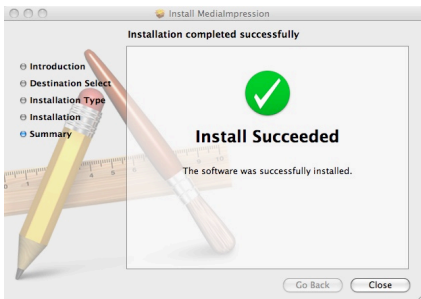 Install MediaImpression
Installation completed successfully
Introduction
Destination Select
Installation Type
Installation
Summary
Install Succeeded
The software was successfully installed.
Go Back
Close